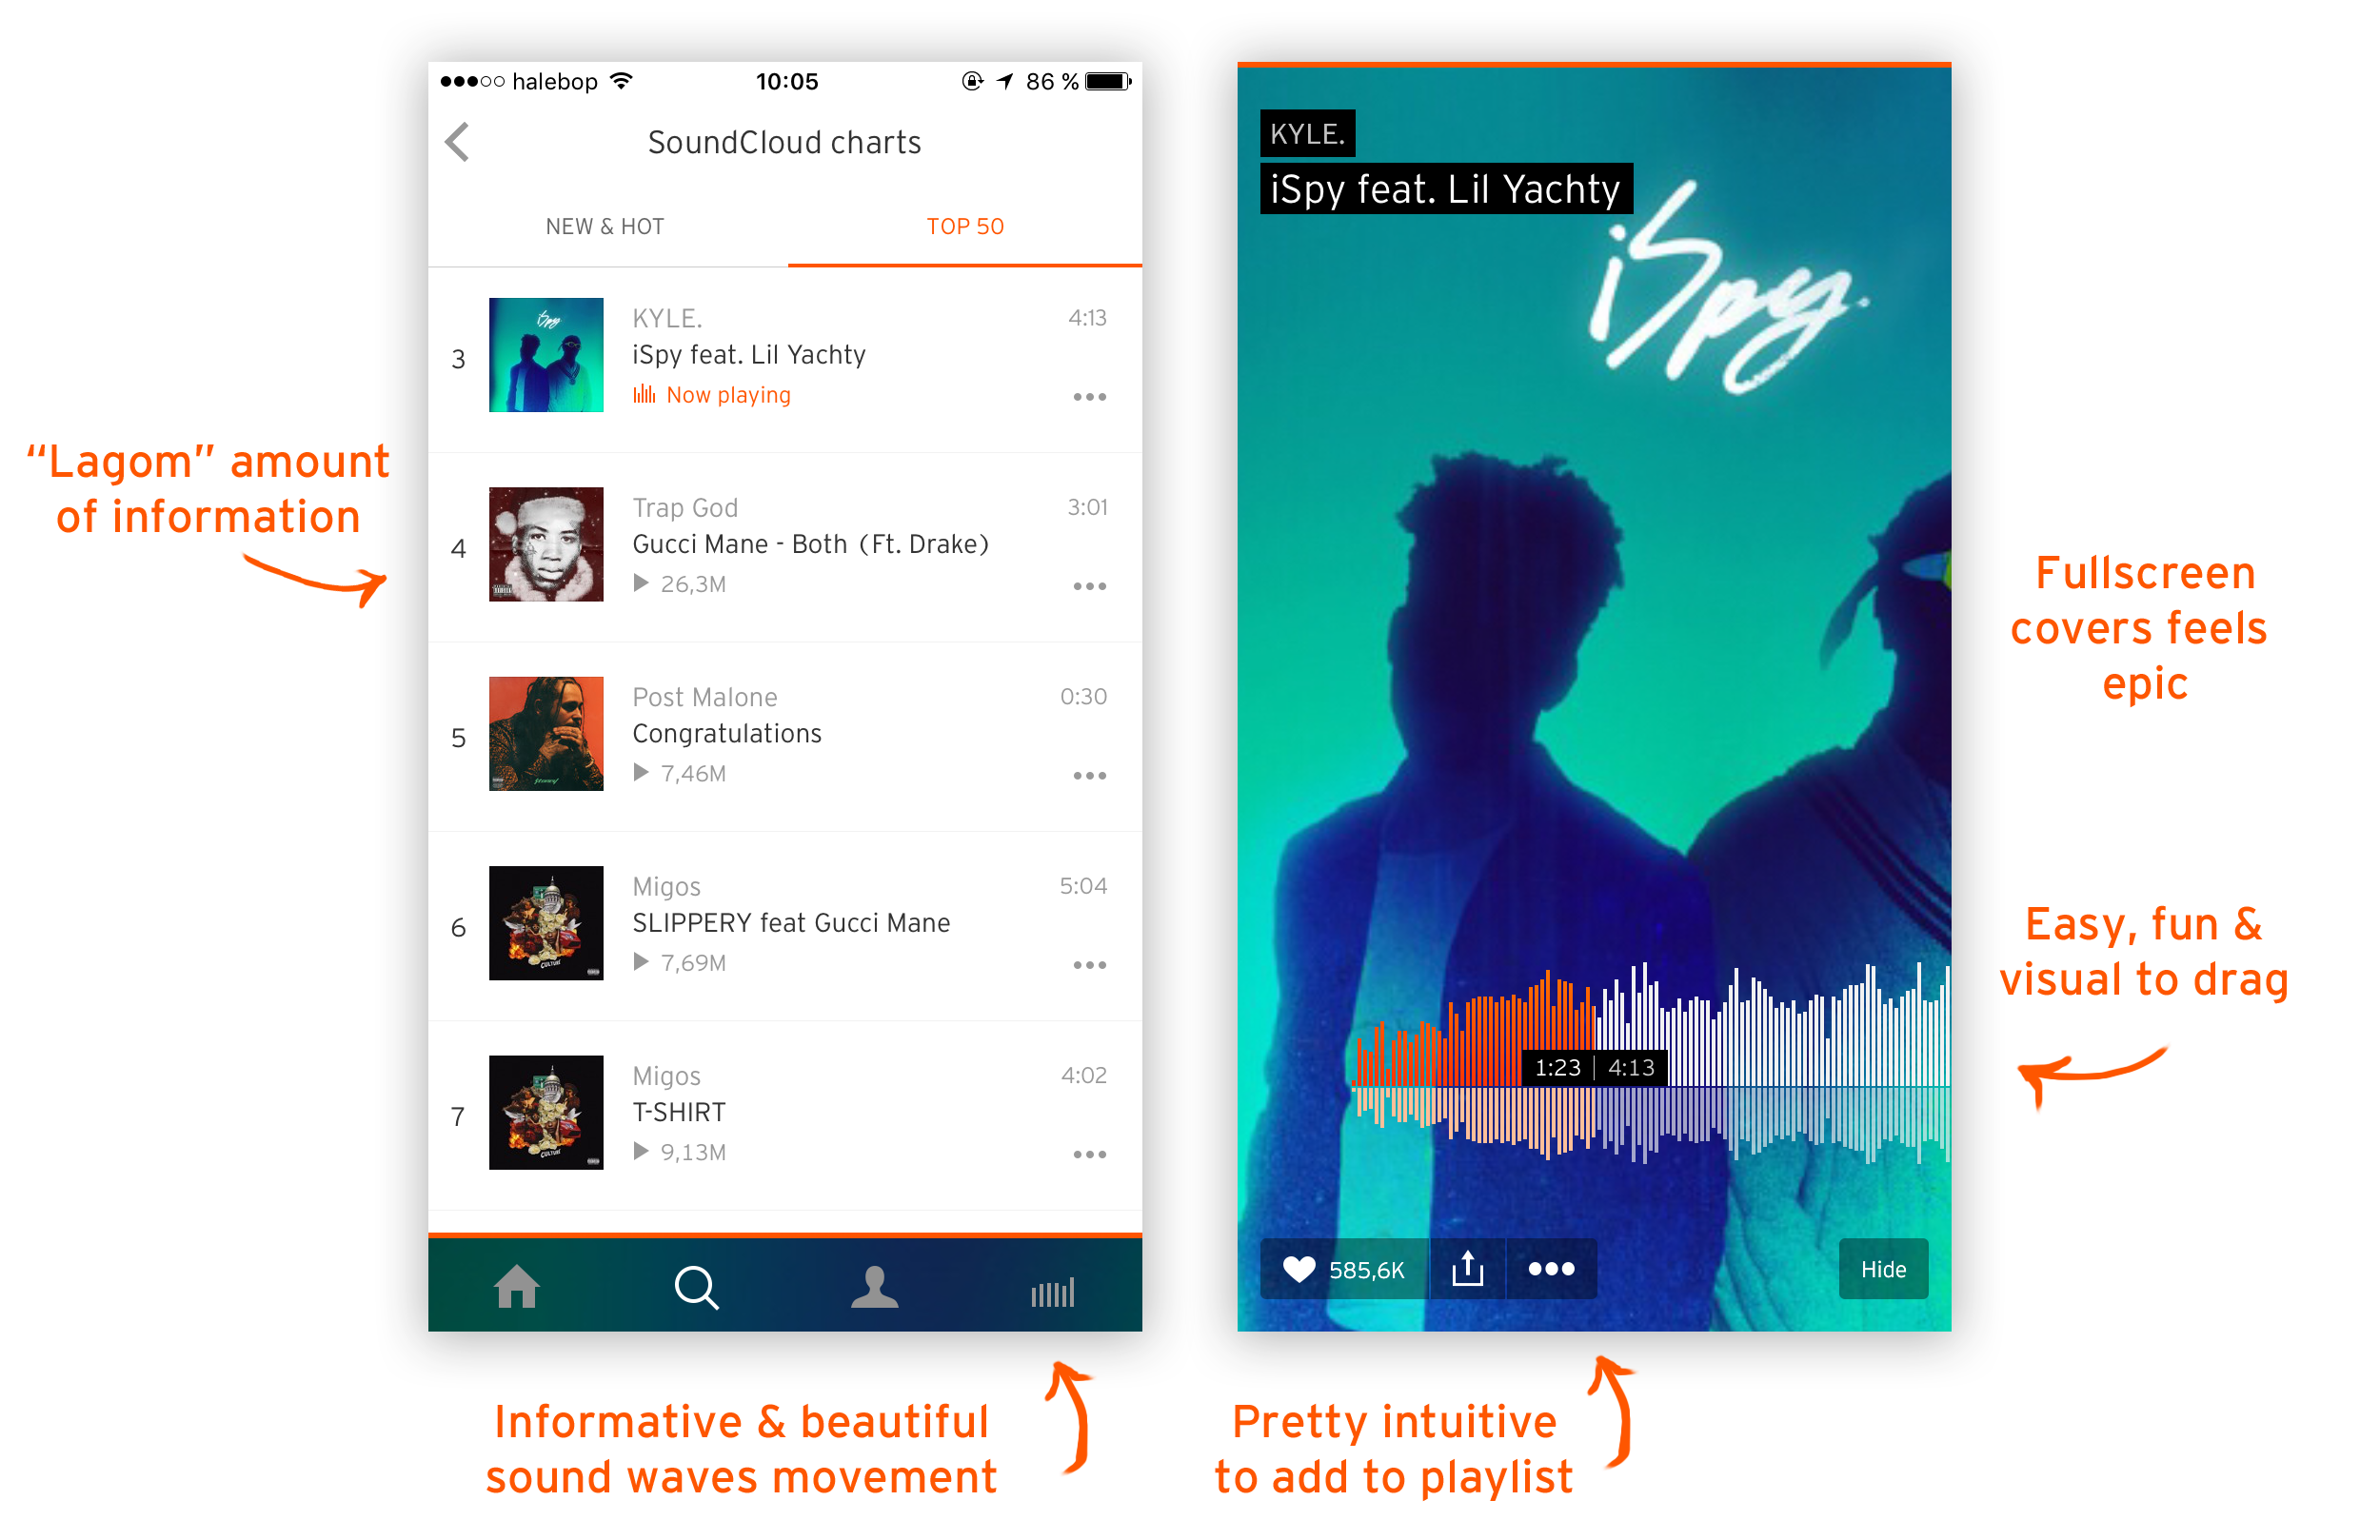 halebop 10:05 86 %
SoundCloud charts
NEW & HOT TOP 50
3
iSpy
KYLE. 4:13
iSpy feat. Lil Yachty
Now playing
4
Trap God 3:01
Gucci Mane - Both (Ft. Drake)
26,3M
5
Post Malone 0:30
Congratulations
7,46M
6
CULTURE
Migos 5:04
SLIPPERY feat Gucci Mane
7,69M
7
CULTURE
Migos 4:02
T-SHIRT
9,13M
KYLE.
iSpy feat. Lil Yachty
iSpy.
1:23 | 4:13
585,6K
Hide
“Lagom” amount
of information
Fullscreen
covers feels
epic
Easy, fun &
visual to drag
Informative & beautiful
sound waves movement
Pretty intuitive
to add to playlist